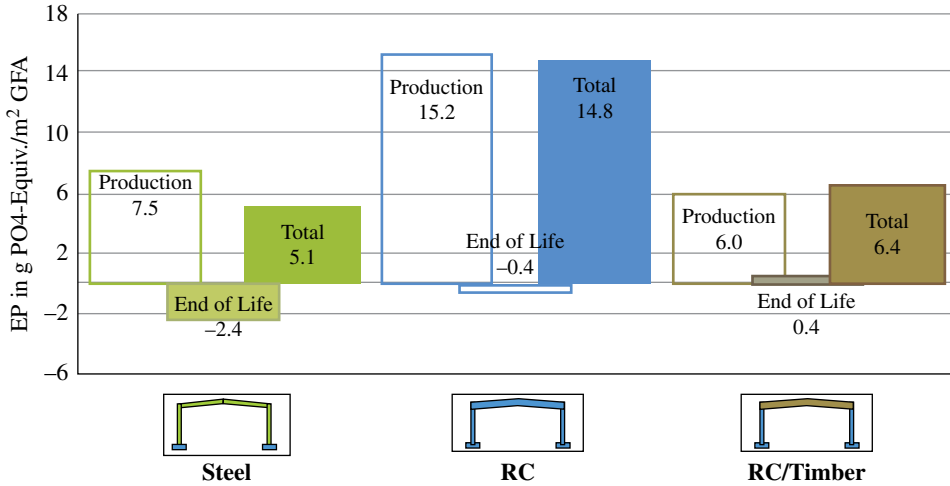 EP in g PO4-Equiv./m² GFA
18
14
10
6
2
–2
–6
Production
7.5
End of Life
–2.4
Total
5.1
Production
15.2
End of Life
–0.4
Total
14.8
Production
6.0
End of Life
0.4
Total
6.4
Steel
RC
RC/Timber